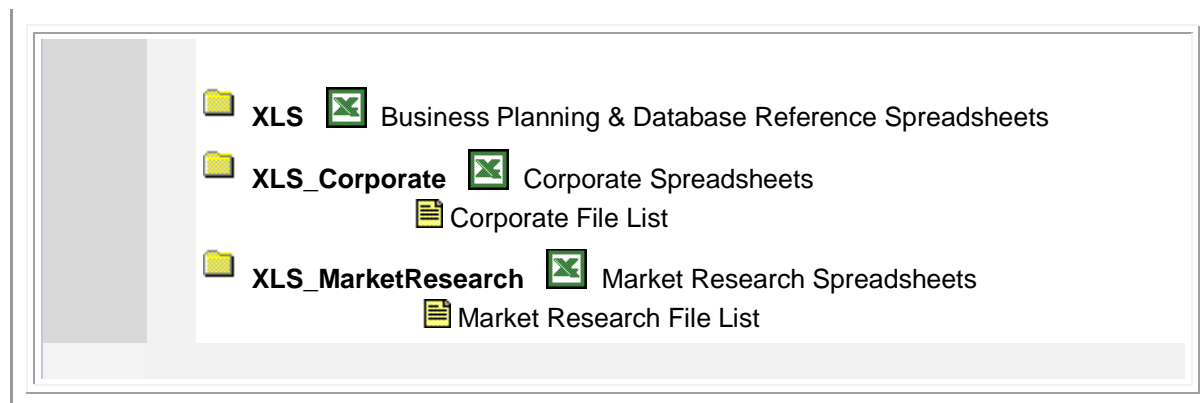 XLS Business Planning & Database Reference Spreadsheets
XLS_Corporate Corporate Spreadsheets
Corporate File List
XLS_MarketResearch Market Research Spreadsheets
Market Research File List